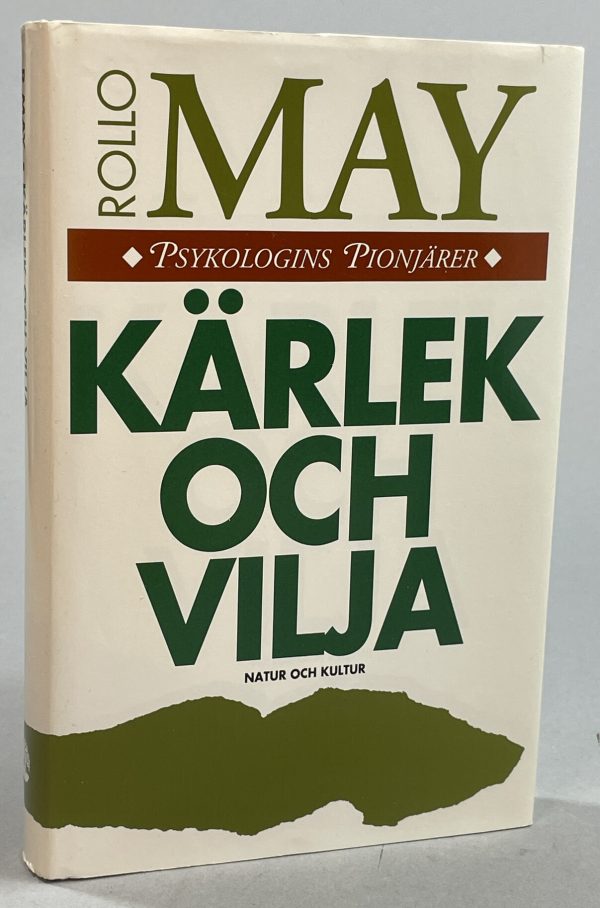 ROLLO
MAY
PSYKOLOGINS PIONJÄRER
KÄRLEK
OCH
VILJA
NATUR OCH KULTUR